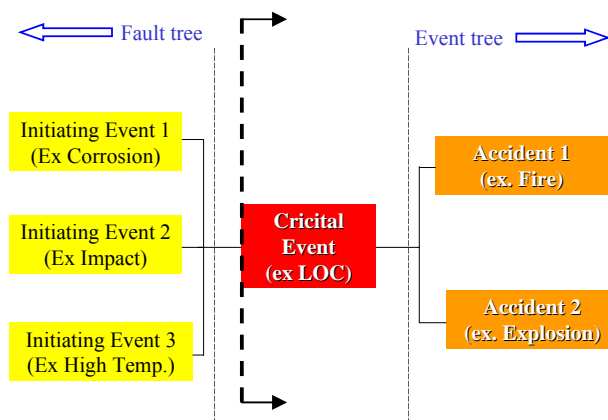 Fault tree
Event tree
Initiating Event 1
(Ex Corrosion)
Initiating Event 2
(Ex Impact)
Initiating Event 3
(Ex High Temp.)
Cricital
Event
(ex LOC)
Accident 1
(ex. Fire)
Accident 2
(ex. Explosion)